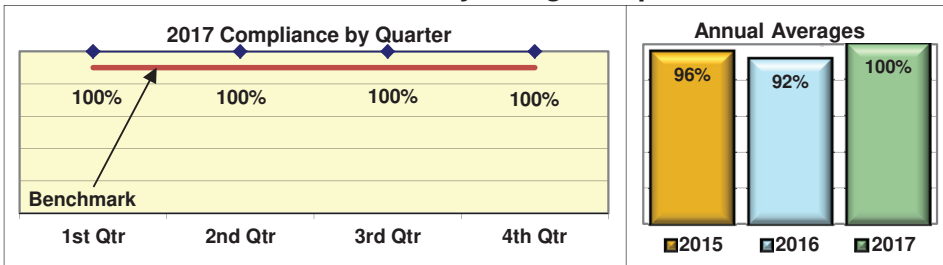 2017 Compliance by Quarter
100% 100% 100% 100%
Benchmark
1st Qtr 2nd Qtr 3rd Qtr 4th Qtr
Annual Averages
96% 92% 100%
2015 2016 2017